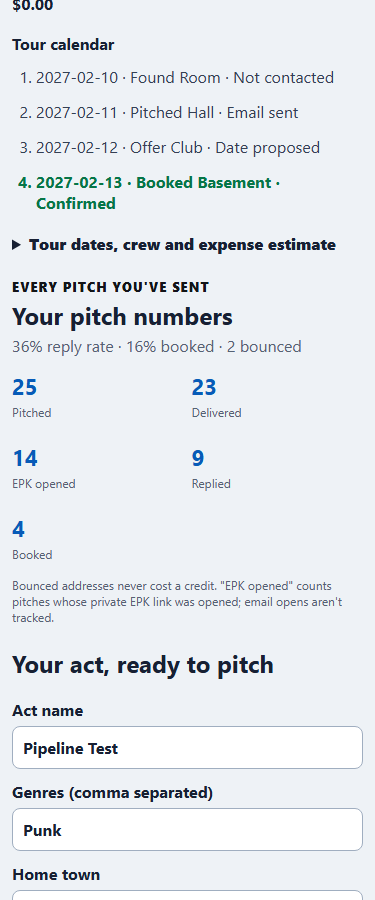 $0.00
Tour calendar
1. 2027-02-10 · Found Room · Not contacted
2. 2027-02-11 · Pitched Hall · Email sent
3. 2027-02-12 · Offer Club · Date proposed
4. 2027-02-13 · Booked Basement ·
Confirmed
▶ Tour dates, crew and expense estimate
EVERY PITCH YOU'VE SENT
Your pitch numbers
36% reply rate · 16% booked · 2 bounced
25 23
Pitched Delivered
14 9
EPK opened Replied
4
Booked
Bounced addresses never cost a credit. "EPK opened" counts
pitches whose private EPK link was opened; email opens aren't
tracked.
Your act, ready to pitch
Act name
Pipeline Test
Genres (comma separated)
Punk
Home town